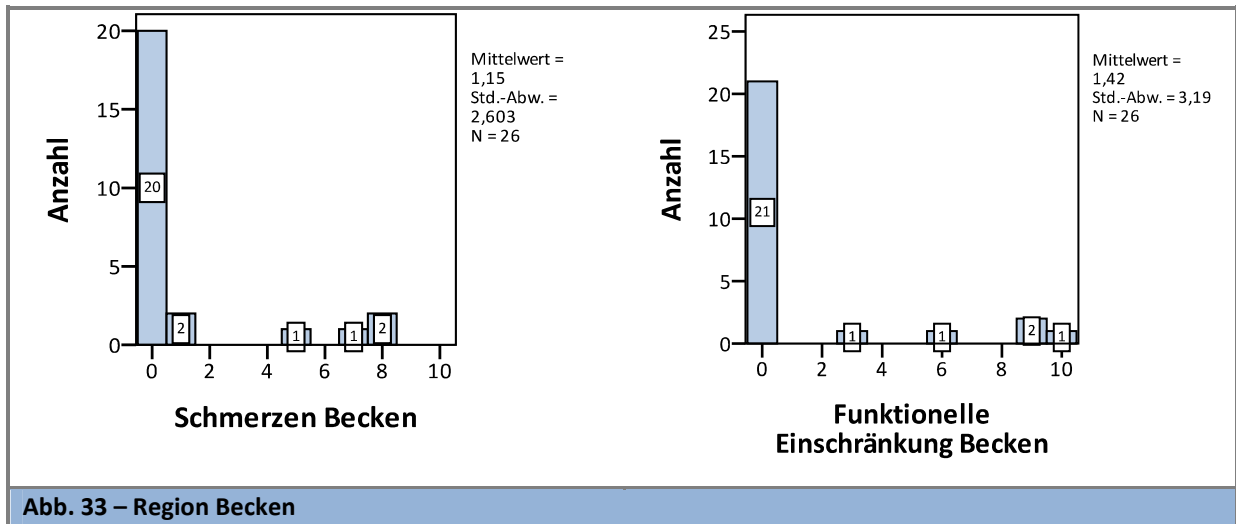 20
15
10
5
0
20
2
1
1
2
0 2 4 6 8 10
Anzahl
Schmerzen Becken
Mittelwert =
1,15
Std.-Abw. =
2,603
N = 26
25
20
15
10
5
0
21
1
1
2
1
0 2 4 6 8 10
Anzahl
Funktionelle
Einschränkung Becken
Mittelwert =
1,42
Std.-Abw. = 3,19
N = 26
Abb. 33 – Region Becken